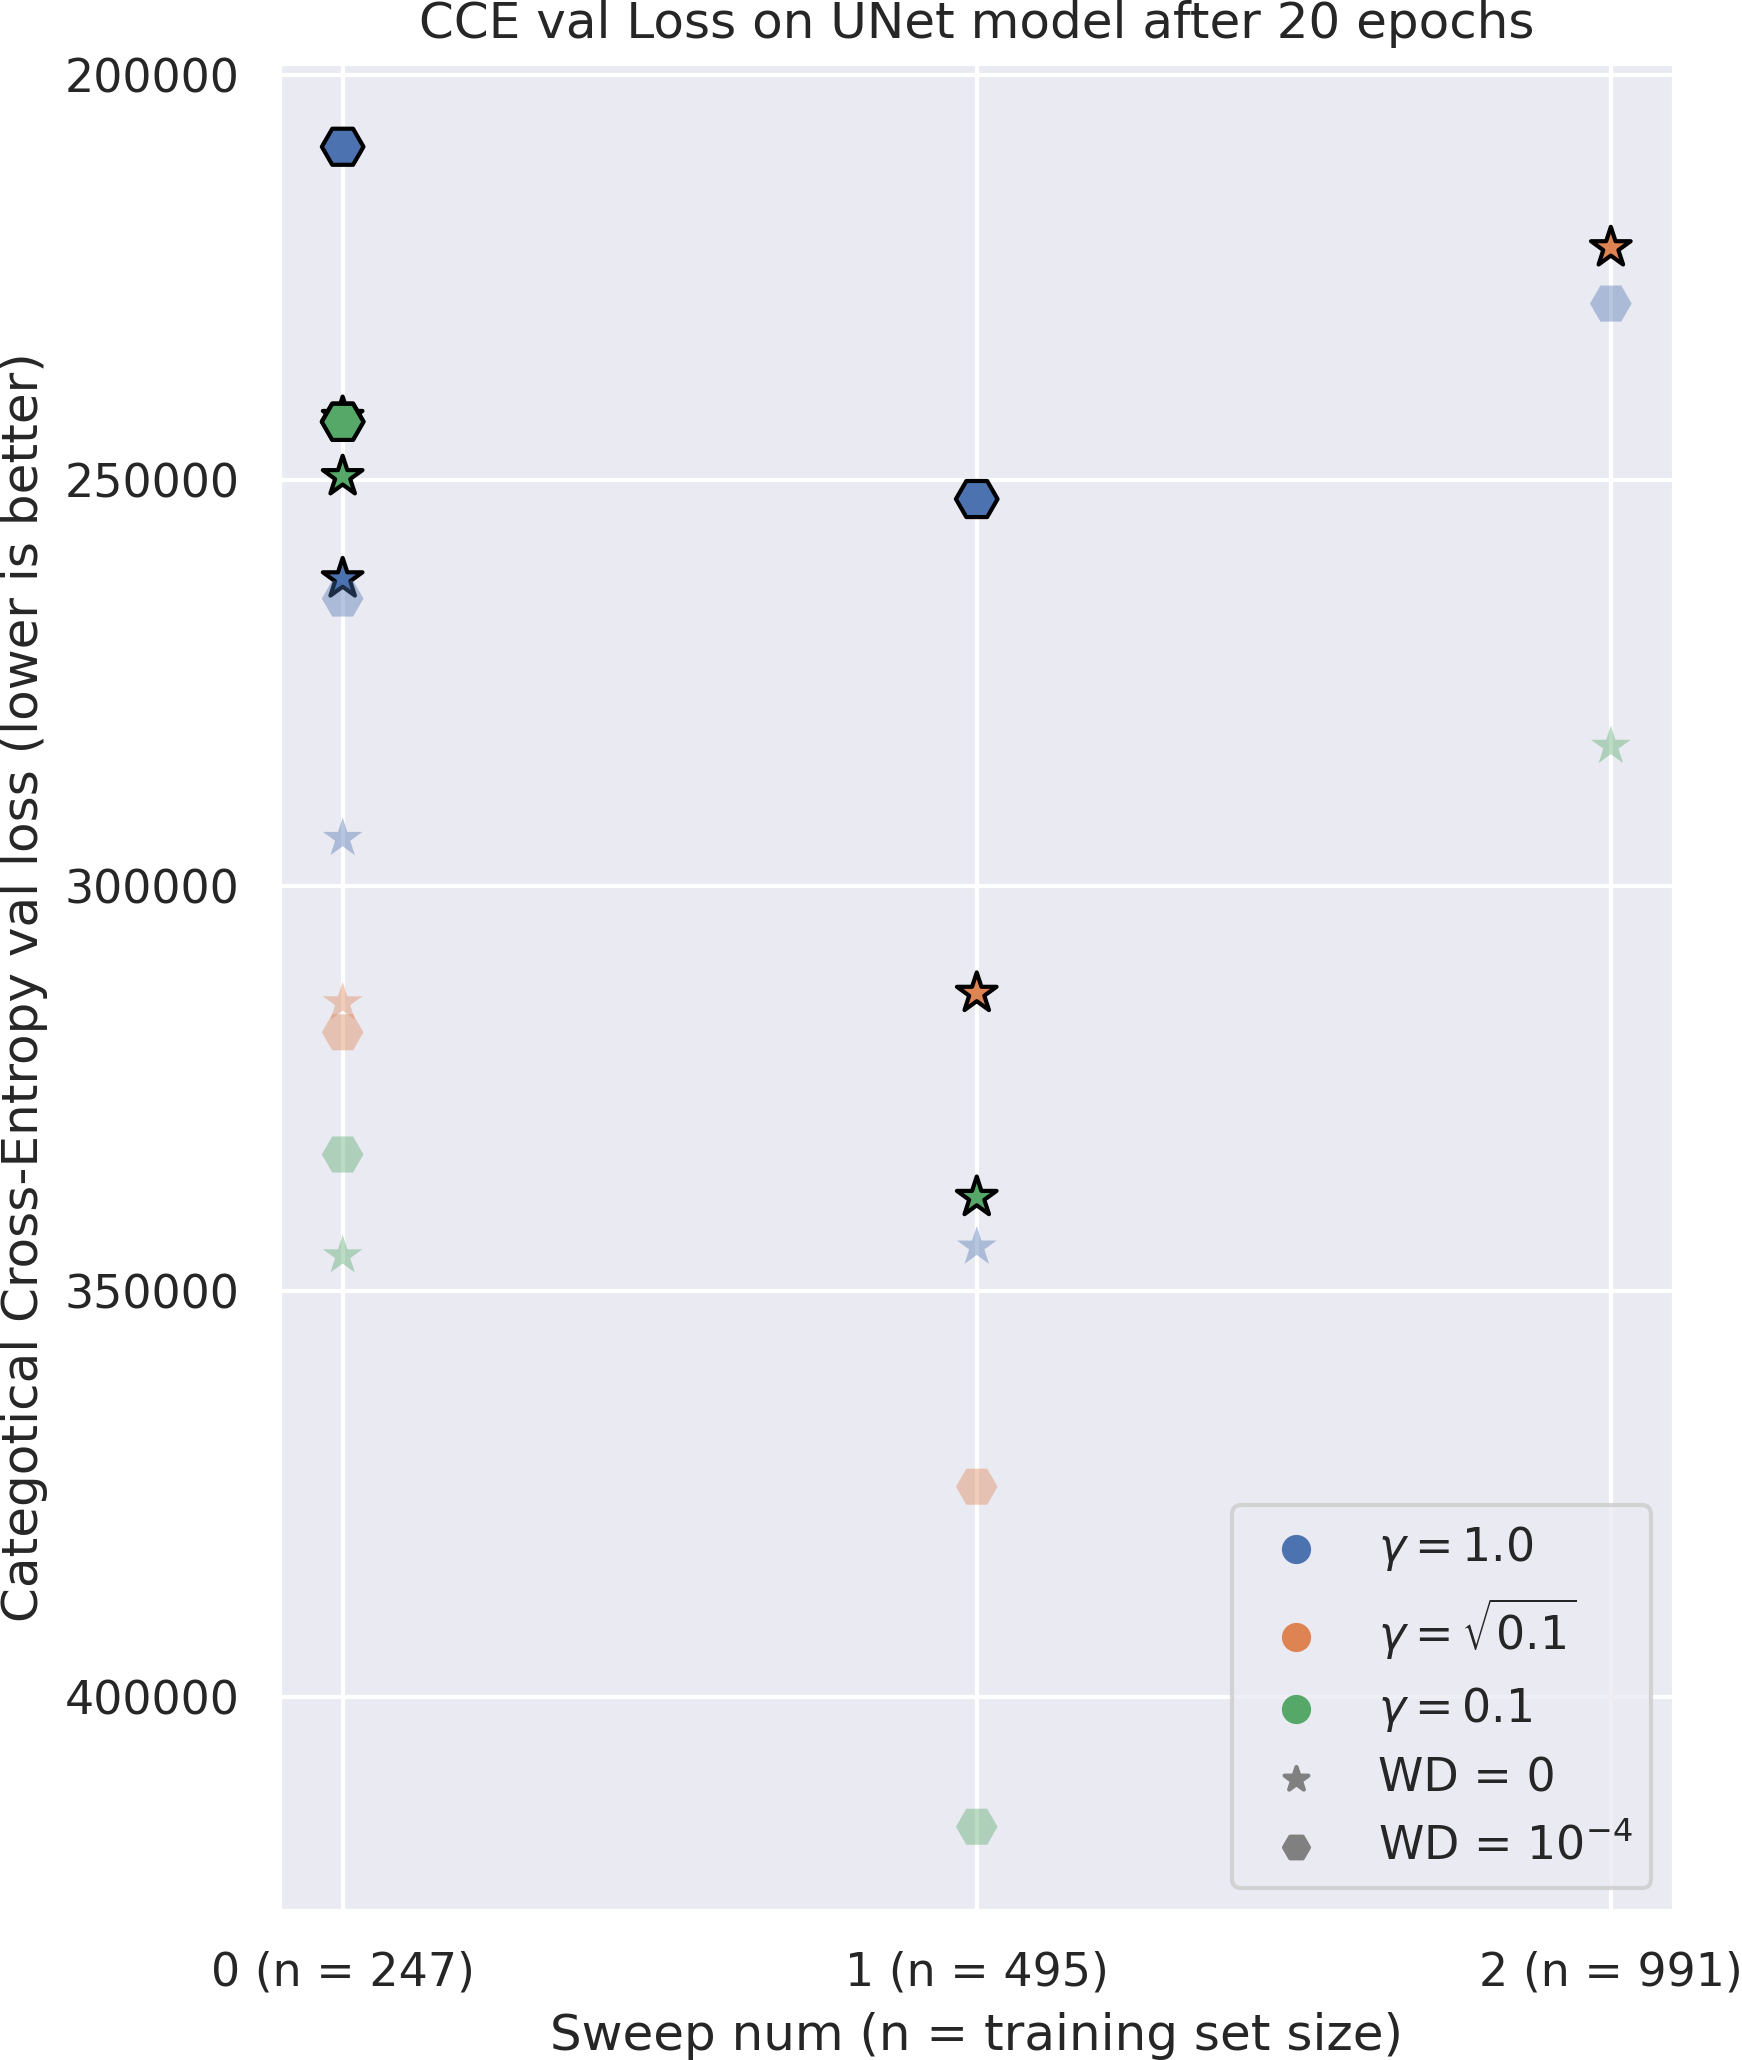 CCE val Loss on UNet model after 20 epochs
Categotical Cross-Entropy val loss (lower is better)
200000
250000
300000
350000
400000
γ = 1.0
γ = √0.1
γ = 0.1
WD = 0
WD = 10⁻⁴
0 (n = 247)
1 (n = 495)
2 (n = 991)
Sweep num (n = training set size)